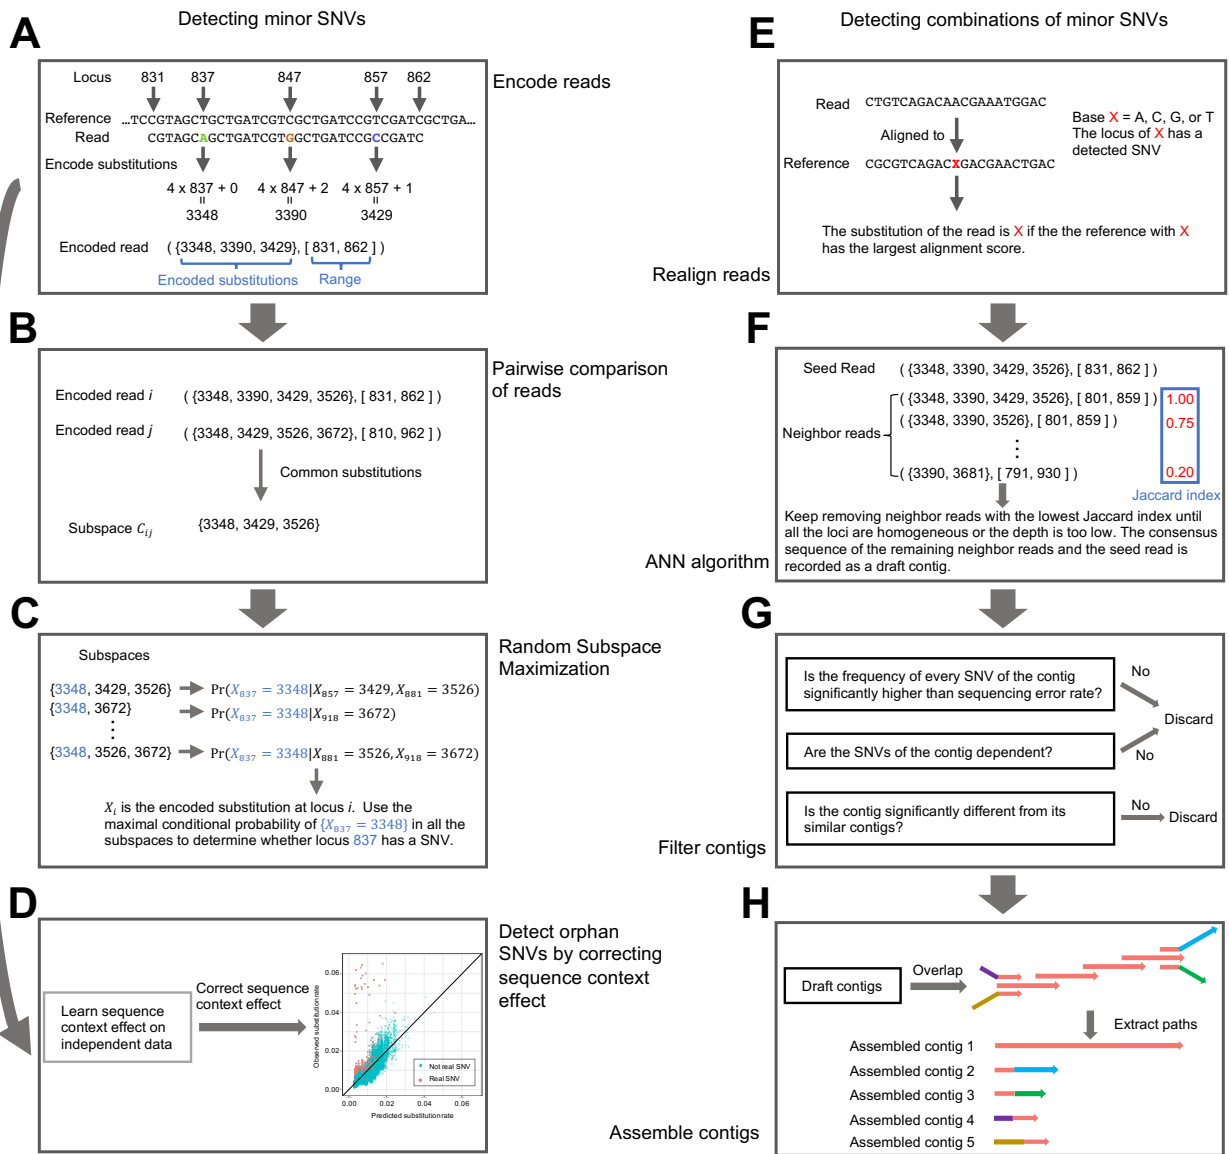 Detecting minor SNVs
A
Encode reads
Locus 831 837 847 857 862
Reference ...TCCGTAGCTGCTGATCGTCGCTGATCCGTCGATCGCTGA...
Read CGTAGCAGCTGATCGTGGCTGATCCGCCGATC
Encode substitutions
4 x 837 + 0 4 x 847 + 2 4 x 857 + 1
= = =
3348 3390 3429
Encoded read ( {3348, 3390, 3429}, [ 831, 862 ] )
Encoded substitutions Range
B
Pairwise comparison
of reads
Encoded read i ( {3348, 3390, 3429, 3526}, [ 831, 862 ] )
Encoded read j ( {3348, 3429, 3526, 3672}, [ 810, 962 ] )
Common substitutions
Subspace Cij {3348, 3429, 3526}
C
Random Subspace
Maximization
Subspaces
{3348, 3429, 3526} Pr(X837 = 3348|X857 = 3429, X881 = 3526)
{3348, 3672} Pr(X837 = 3348|X918 = 3672)
⋮
{3348, 3526, 3672} Pr(X837 = 3348|X881 = 3526, X918 = 3672)
Xi is the encoded substitution at locus i. Use the
maximal conditional probability of {X837 = 3348} in all the
subspaces to determine whether locus 837 has a SNV.
D
Detect orphan
SNVs by correcting
sequence context
effect
Learn sequence
context effect on
independent data
Correct sequence
context effect
Observed substitution rate
0.06
0.04
0.02
0.00
0.00 0.02 0.04 0.06
Predicted substitution rate
Not real SNV
Real SNV
Detecting combinations of minor SNVs
E
Realign reads
Read CTGTCAGACAACGAAATGGAC
Aligned to
Reference CGCGTCAGACXGACGAACTGAC
Base X = A, C, G, or T
The locus of X has a
detected SNV
The substitution of the read is X if the the reference with X
has the largest alignment score.
F
ANN algorithm
Seed Read ( {3348, 3390, 3429, 3526}, [ 831, 862 ] )
Neighbor reads
( {3348, 3390, 3429, 3526}, [ 801, 859 ] ) 1.00
( {3348, 3390, 3526}, [ 801, 859 ] ) 0.75
⋮
( {3390, 3681}, [ 791, 930 ] ) 0.20
Jaccard index
Keep removing neighbor reads with the lowest Jaccard index until
all the loci are homogeneous or the depth is too low. The consensus
sequence of the remaining neighbor reads and the seed read is
recorded as a draft contig.
G
Filter contigs
Is the frequency of every SNV of the contig
significantly higher than sequencing error rate?
No
Discard
Are the SNVs of the contig dependent?
No
Is the contig significantly different from its
similar contigs?
No
Discard
H
Assemble contigs
Draft contigs
Overlap
Extract paths
Assembled contig 1
Assembled contig 2
Assembled contig 3
Assembled contig 4
Assembled contig 5